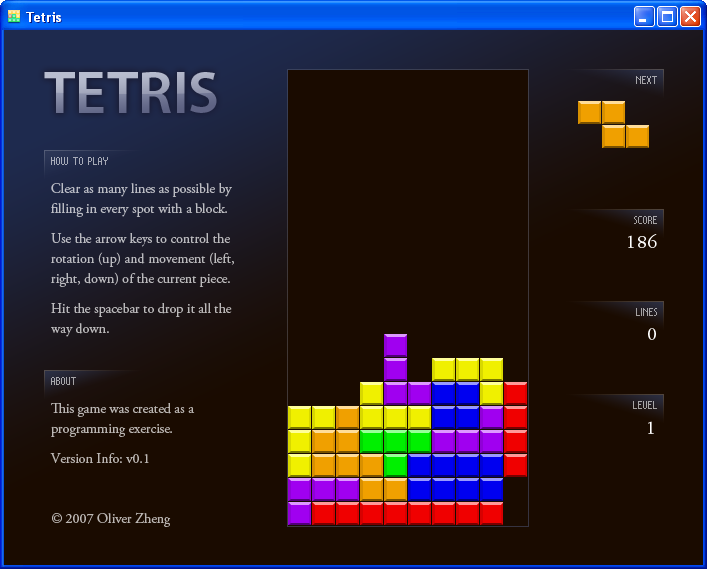 Tetris
TETRIS
HOW TO PLAY
Clear as many lines as possible by
filling in every spot with a block.
Use the arrow keys to control the
rotation (up) and movement (left,
right, down) of the current piece.
Hit the spacebar to drop it all the
way down.
ABOUT
This game was created as a
programming exercise.
Version Info: v0.1
© 2007 Oliver Zheng
NEXT
SCORE
186
LINES
0
LEVEL
1